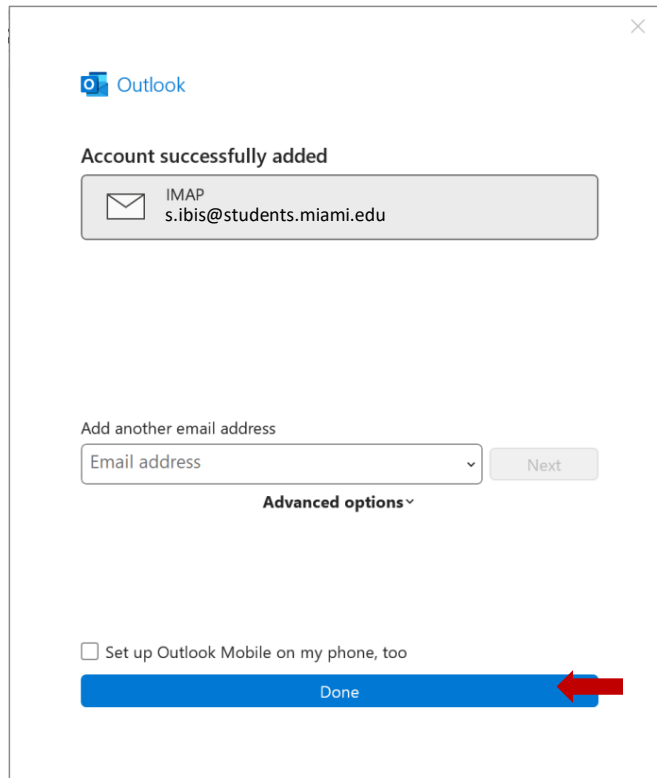 Outlook
Account successfully added
IMAP
s.ibis@students.miami.edu
Add another email address
Email address
Next
Advanced options
Set up Outlook Mobile on my phone, too
Done